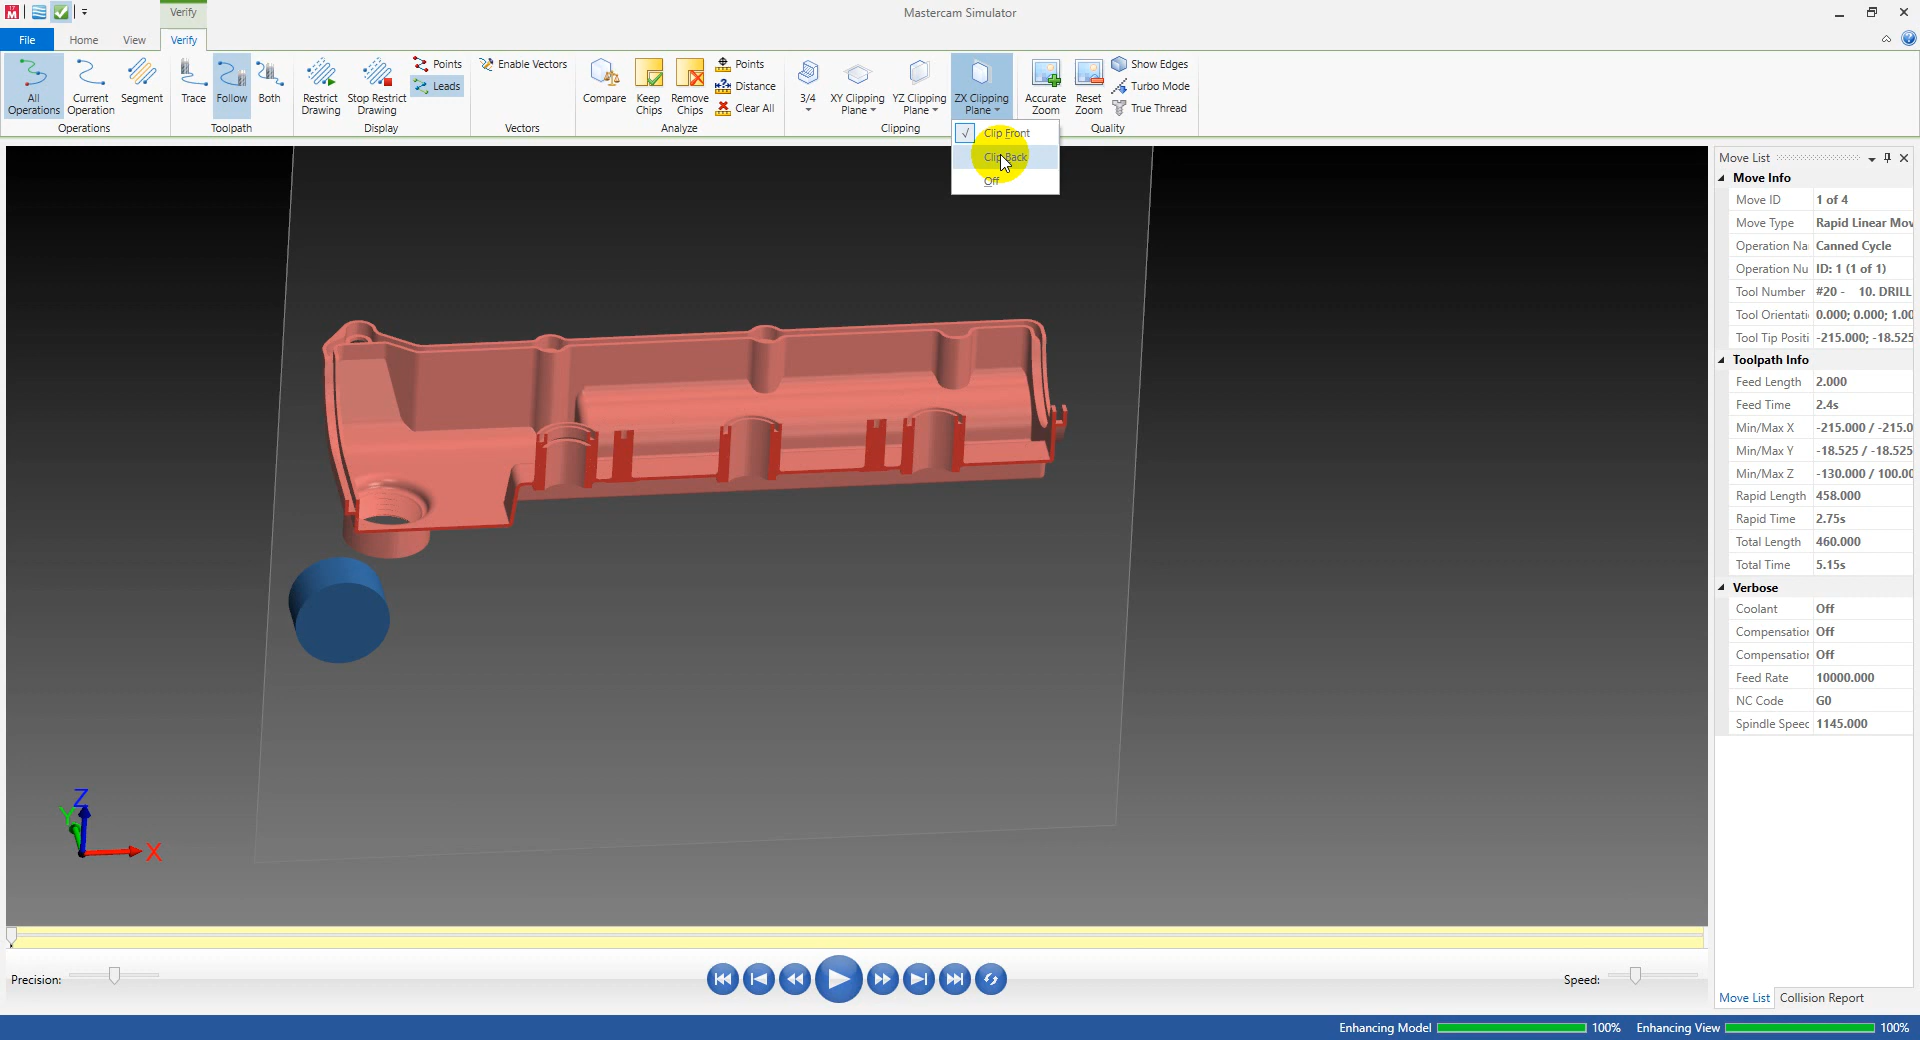 Verify
Mastercam Simulator
File Home View Verify
All Operations
Current Operation
Segment
Operations
Trace
Follow
Both
Toolpath
Restrict Drawing
Stop Restrict Drawing
Points
Leads
Display
Enable Vectors
Vectors
Compare
Keep Chips
Remove Chips
Points
Distance
Clear All
Analyze
3/4
XY Clipping Plane
YZ Clipping Plane
ZX Clipping Plane
Clipping
Accurate Zoom
Reset Zoom
Show Edges
Turbo Mode
True Thread
Quality
√ Clip Front
Clip Back
Off
Z
Y
X
Move List
Move Info
Move ID 1 of 4
Move Type Rapid Linear Mov
Operation Na Canned Cycle
Operation Nu ID: 1 (1 of 1)
Tool Number #20 - 10. DRILL
Tool Orientati 0.000; 0.000; 1.00
Tool Tip Positi -215.000; -18.525
Toolpath Info
Feed Length 2.000
Feed Time 2.4s
Min/Max X -215.000 / -215.0
Min/Max Y -18.525 / -18.525
Min/Max Z -130.000 / 100.00
Rapid Length 458.000
Rapid Time 2.75s
Total Length 460.000
Total Time 5.15s
Verbose
Coolant Off
Compensation Off
Compensation Off
Feed Rate 10000.000
NC Code G0
Spindle Speec 1145.000
Precision:
Speed:
Move List Collision Report
Enhancing Model 100% Enhancing View 100%